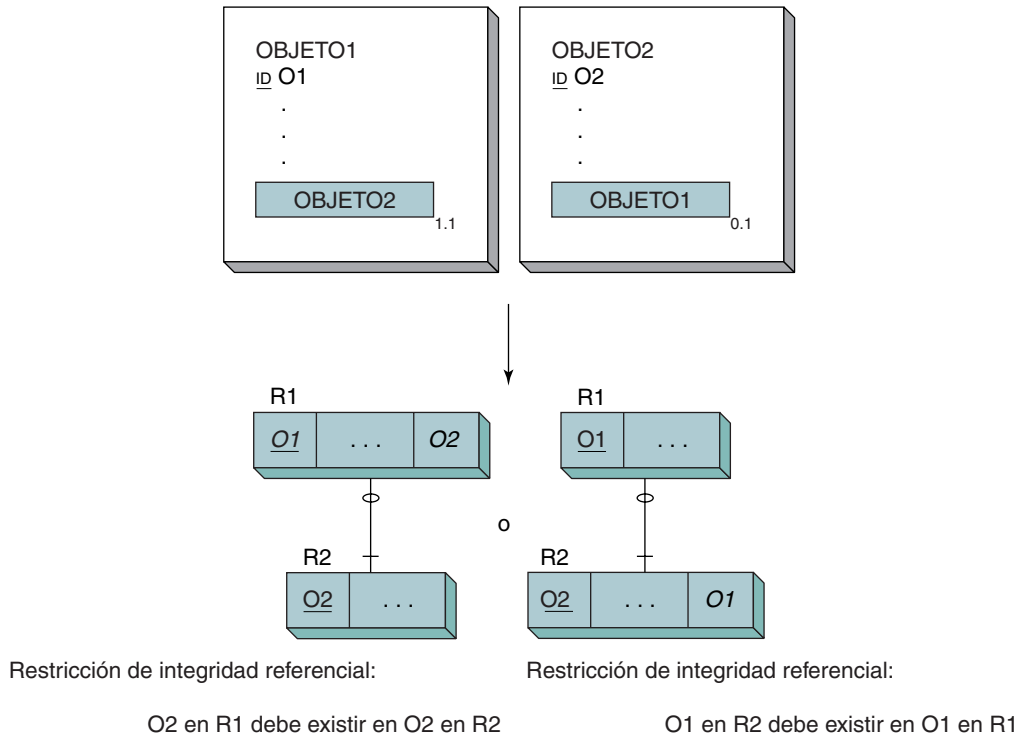 OBJETO1
ID O1
.
.
.
OBJETO2
1.1
OBJETO2
ID O2
.
.
.
OBJETO1
0.1
R1
O1 . . . O2
R2
O2 . . .
o
R1
O1 . . .
R2
O2 . . . O1
Restricción de integridad referencial:
O2 en R1 debe existir en O2 en R2
Restricción de integridad referencial:
O1 en R2 debe existir en O1 en R1